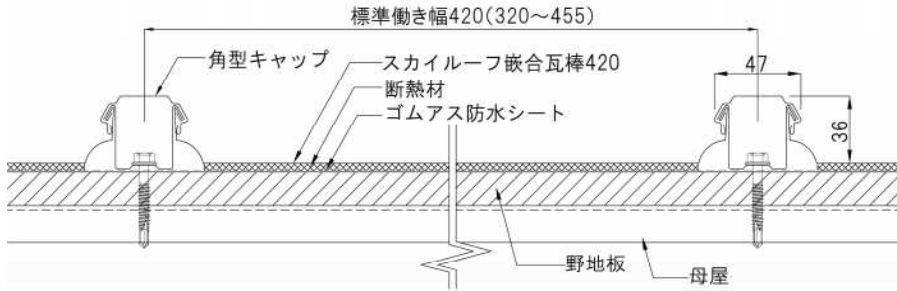 標準働き幅420(320～455)
角型キャップ
スカイルーフ嵌合瓦棒420
断熱材
ゴムアス防水シート
47
36
野地板
母屋